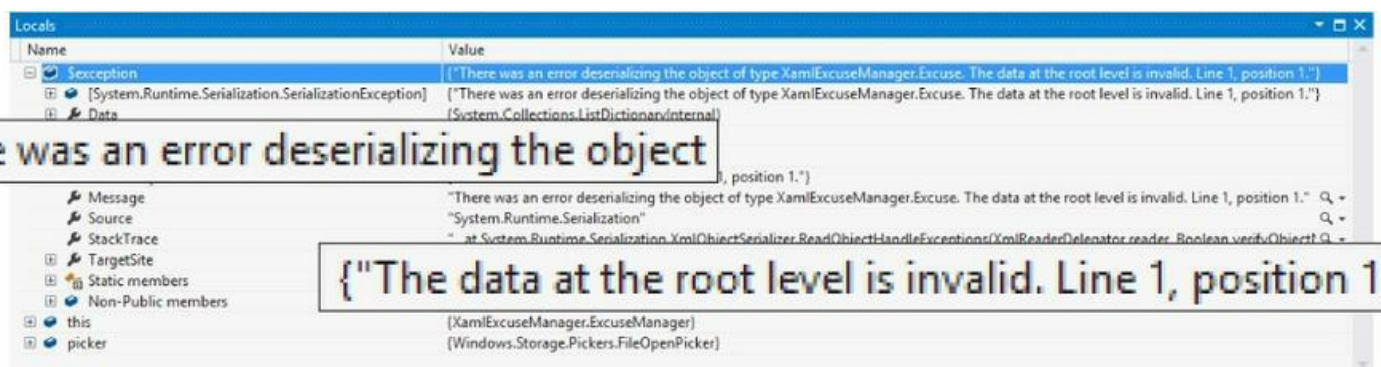 Locals
Name Value
$exception {"There was an error deserializing the object of type XamlExcuseManager.Excuse. The data at the root level is invalid. Line 1, position 1."}
[System.Runtime.Serialization.SerializationException] {"There was an error deserializing the object of type XamlExcuseManager.Excuse. The data at the root level is invalid. Line 1, position 1."}
Data {System.Collections.ListDictionaryInternal}
e was an error deserializing the object
1, position 1."}
Message "There was an error deserializing the object of type XamlExcuseManager.Excuse. The data at the root level is invalid. Line 1, position 1."
Source "System.Runtime.Serialization"
StackTrace " at System.Runtime.Serialization.XmlObjectSerializer.ReadObjectHandleExceptions(XmlReaderDelegator reader, Boolean verifyObject
TargetSite
{"The data at the root level is invalid. Line 1, position 1
Static members
Non-Public members
this {XamlExcuseManager.ExcuseManager}
picker {Windows.Storage.Pickers.FileOpenPicker}